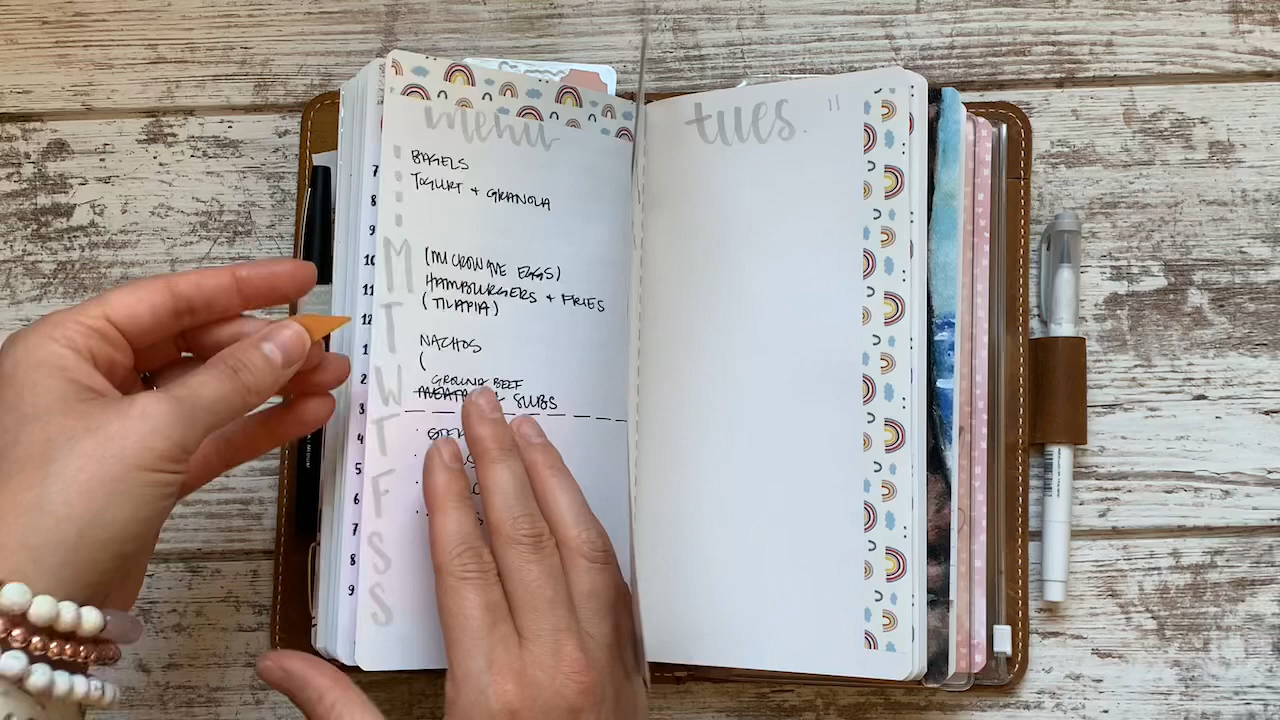 menu
BAGELS
YOGURT + GRANOLA
M
(MICROWAVE EGGS)
HAMBURGERS + FRIES
(TILAPIA)
T
NACHOS
(
W
GROUND BEEF
SUBS
T
F
S
S
7
8
9
10
11
12
1
2
3
4
5
6
7
8
9
tues.
11